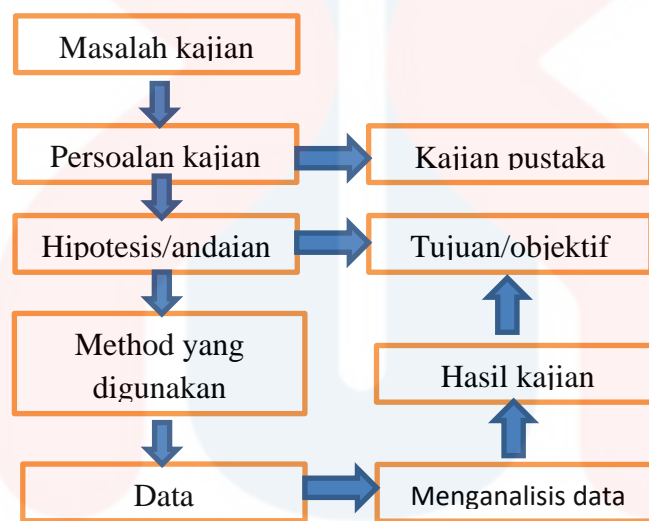 Masalah kajian
Persoalan kajian
Kajian pustaka
Hipotesis/andaian
Tujuan/objektif
Method yang
digunakan
Hasil kajian
Data
Menganalisis data